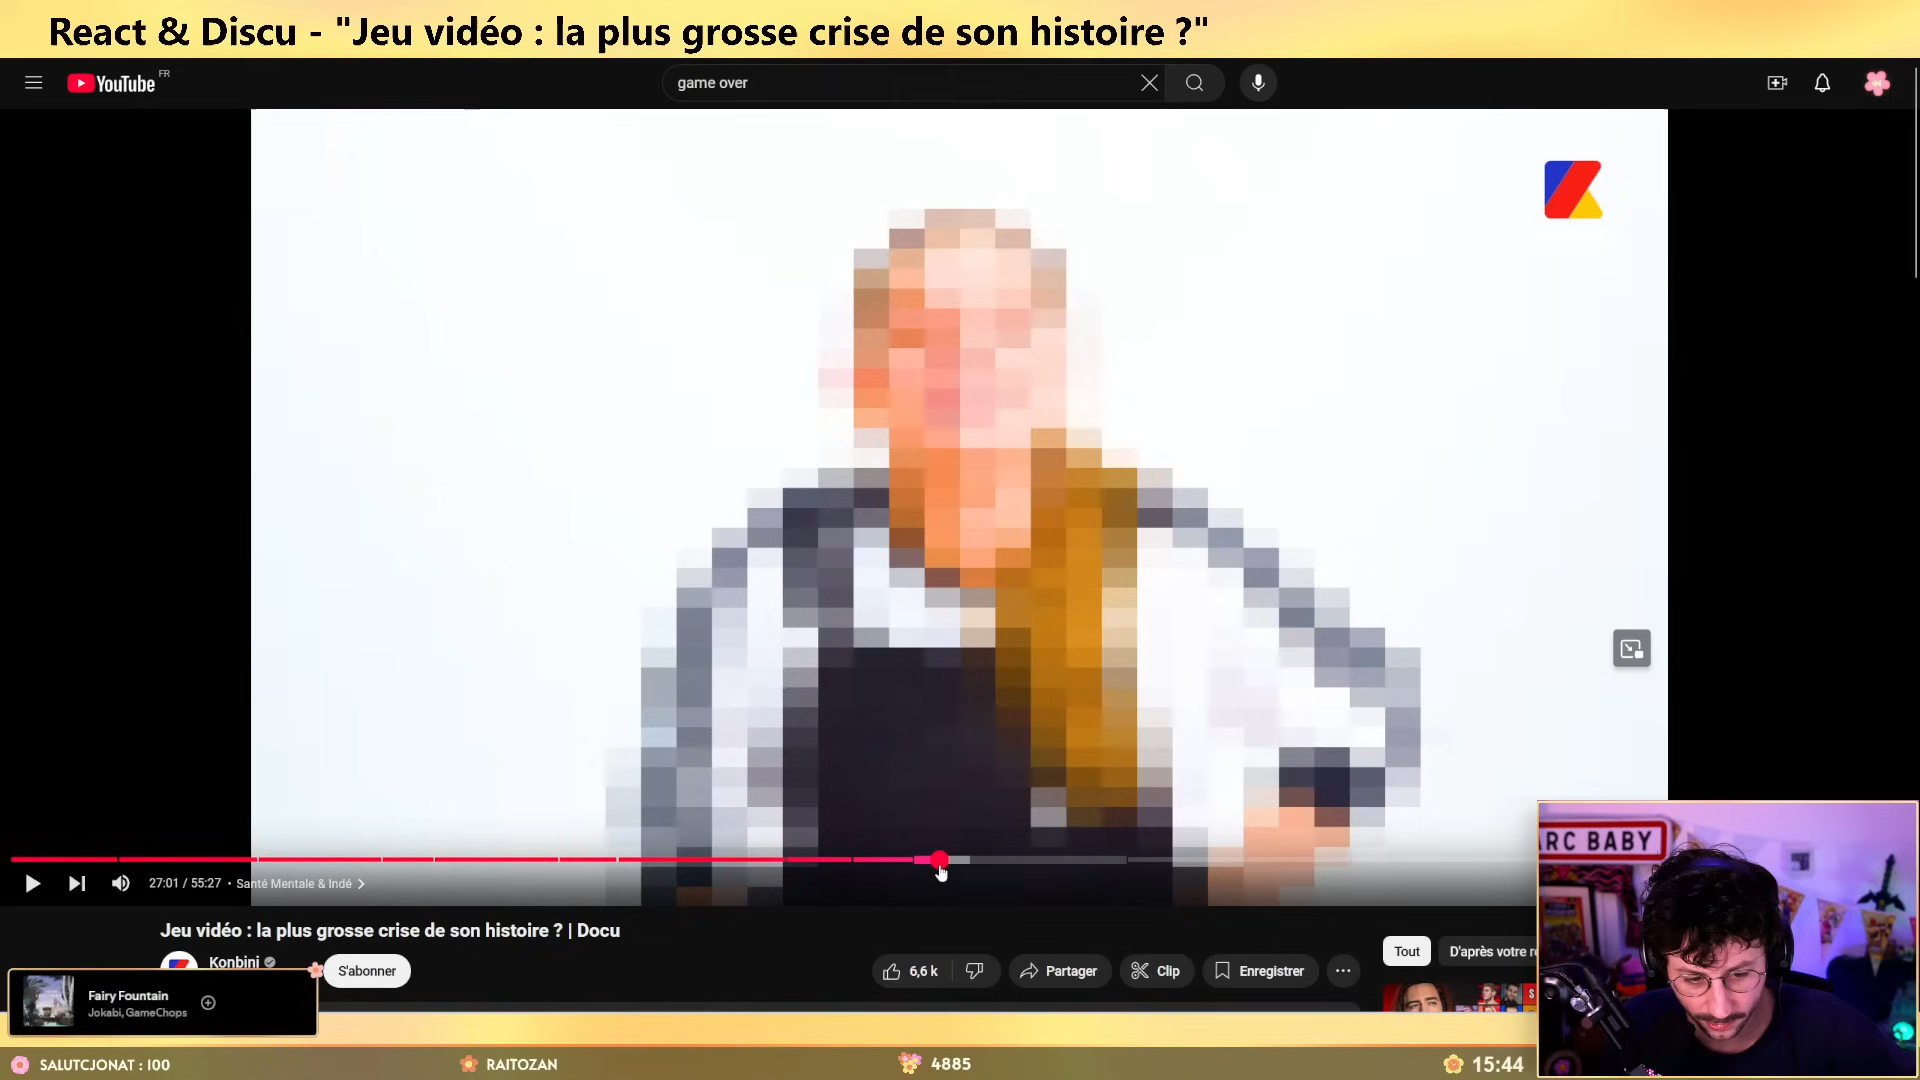 React & Discu - "Jeu vidéo : la plus grosse crise de son histoire ?"
YouTube FR
game over
27:01 / 55:27 • Santé Mentale & Indé
Jeu vidéo : la plus grosse crise de son histoire ? | Docu
Konbini
S'abonner
6,6 k
Partager
Clip
Enregistrer
Tout
D'après votre re
ARC BABY
Fairy Fountain
Jokabi, GameChops
SALUTCJONAT : 100
RAITOZAN
4885
15:44